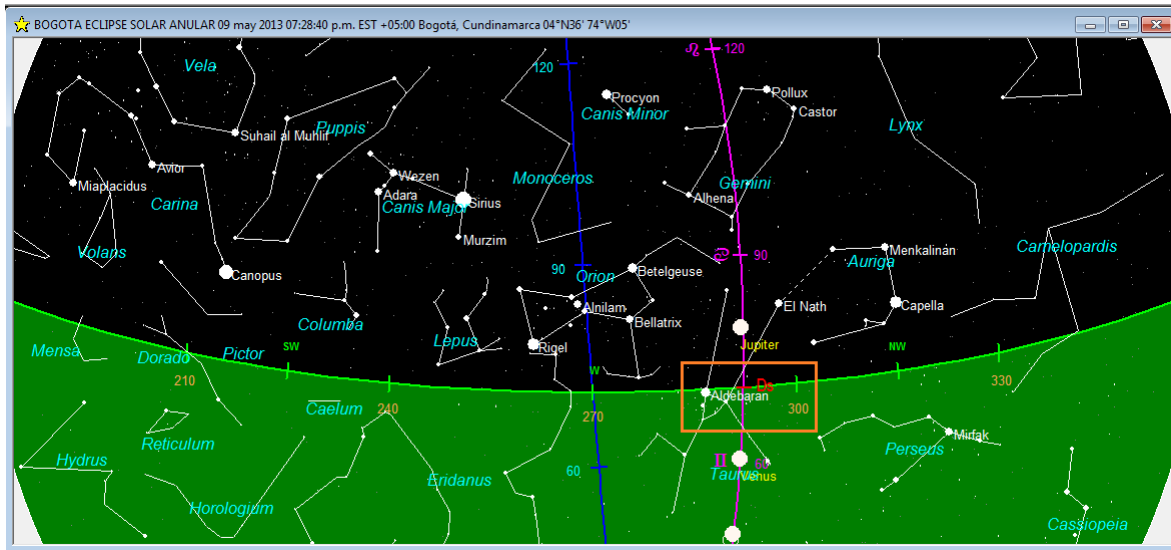 BOGOTA ECLIPSE SOLAR ANULAR 09 may 2013 07:28:40 p.m. EST +05:00 Bogotá, Cundinamarca 04°N36' 74°W05'
♌ 120
120
Vela
Pollux
Procyon
Canis Minor
Castor
Lynx
Puppis
Suhail al Muhlif
Avior
Wezen
Monoceros
Gemini
Miaplacidus
Adara
Alhena
Carina
Canis Major
Sirius
Murzim
Volans
Menkalinan
Camelopardis
♋ 90
Auriga
90
Canopus
Orion
Betelgeuse
Alnilam
El Nath
Capella
Columba
Bellatrix
Lepus
Rigel
Jupiter
Mensa
Dorado
Pictor
SW
NW
W
210
Ds
330
Aldebaran
Caelum
240
270
300
Reticulum
Mirfak
Perseus
Hydrus
60
♊ 60
Eridanus
Taurus
Venus
Horologium
Cassiopeia